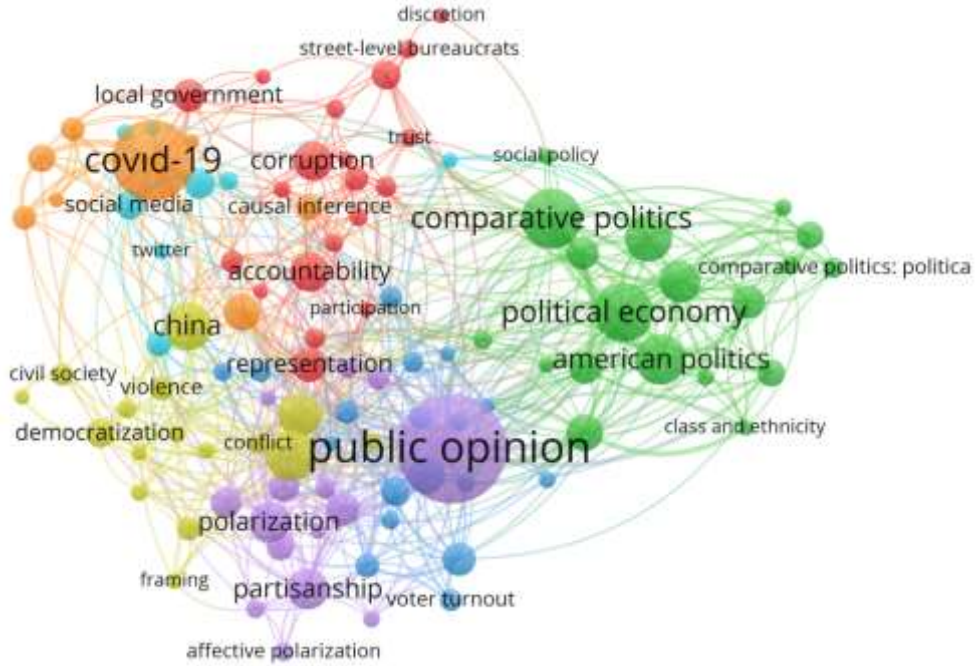 discretion
street-level bureaucrats
local government
trust
covid-19
corruption
social policy
social media
causal inference
comparative politics
twitter
accountability
comparative politics: politica
participation
china
political economy
representation
american politics
civil society
violence
class and ethnicity
democratization
conflict
public opinion
polarization
framing
partisanship
voter turnout
affective polarization